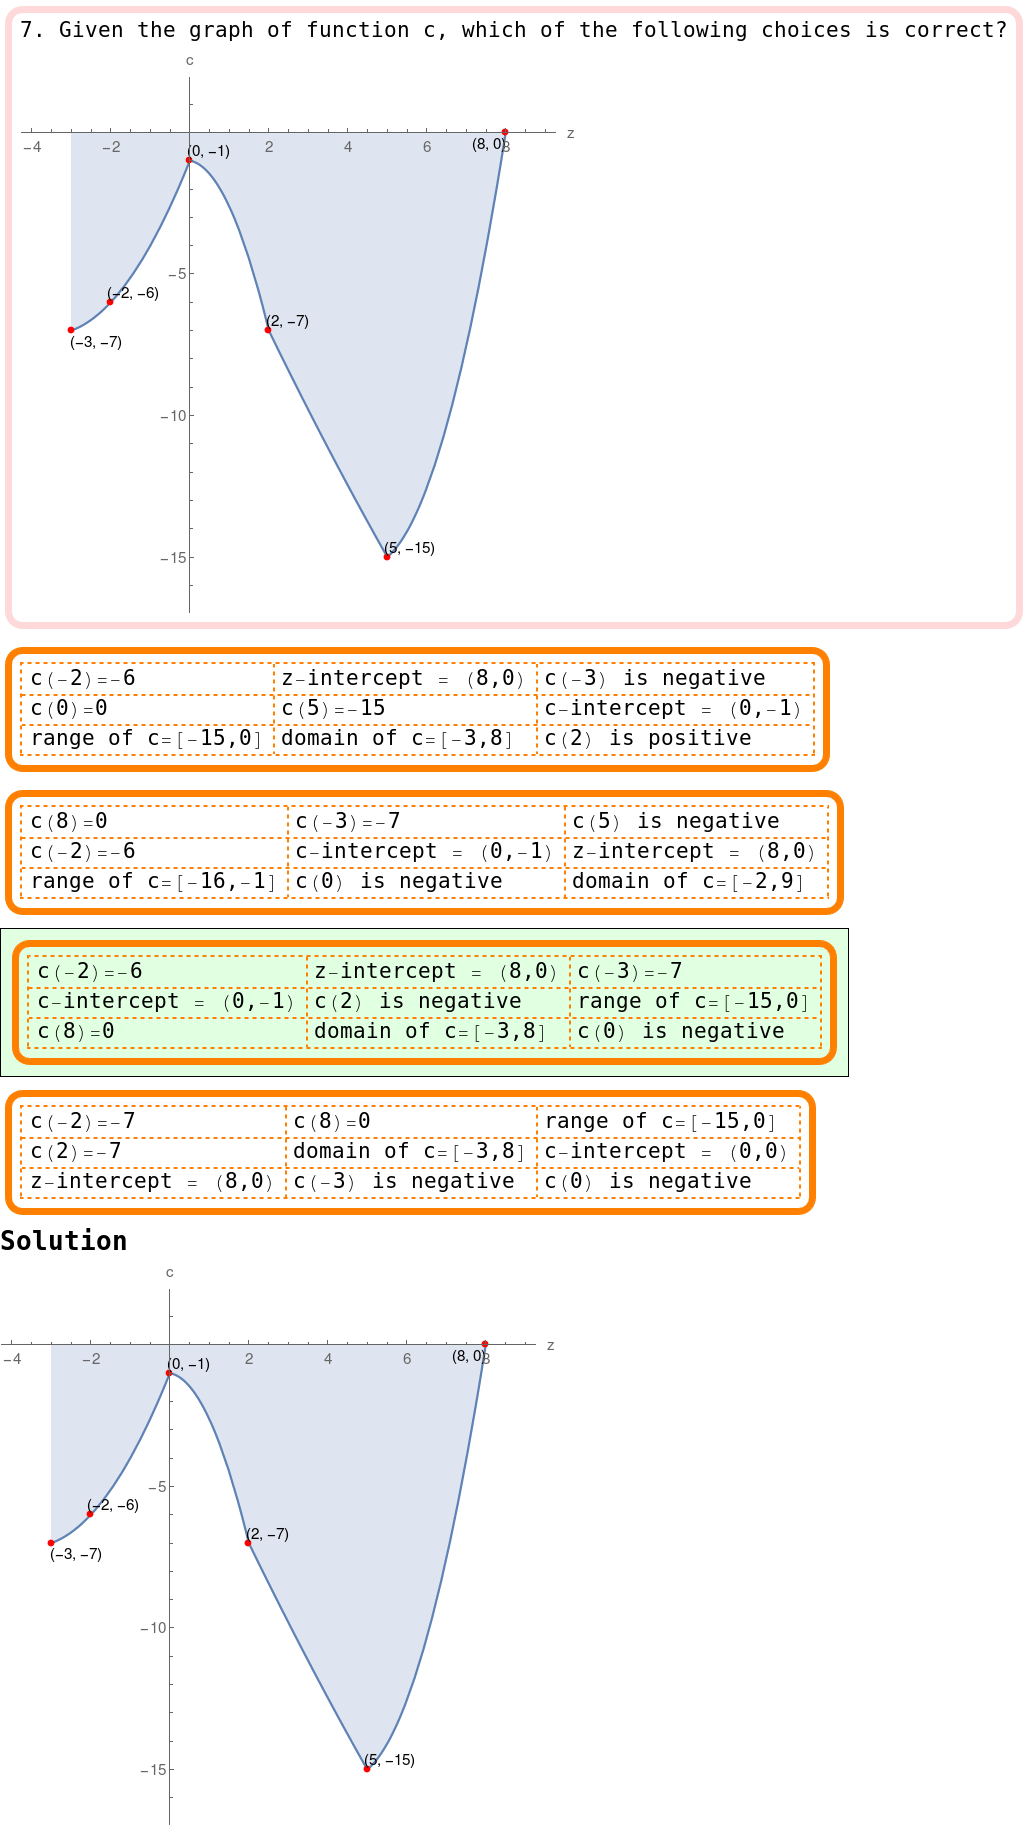 7. Given the graph of function c, which of the following choices is correct?
c
z
−4 −2 2 4 6 8
(0, −1)
(8, 0)
−5
(−2, −6)
(2, −7)
(−3, −7)
−10
(5, −15)
−15
c(-2)=-6 z-intercept = (8,0) c(-3) is negative
c(0)=0 c(5)=-15 c-intercept = (0,-1)
range of c=[-15,0] domain of c=[-3,8] c(2) is positive
c(8)=0 c(-3)=-7 c(5) is negative
c(-2)=-6 c-intercept = (0,-1) z-intercept = (8,0)
range of c=[-16,-1] c(0) is negative domain of c=[-2,9]
c(-2)=-6 z-intercept = (8,0) c(-3)=-7
c-intercept = (0,-1) c(2) is negative range of c=[-15,0]
c(8)=0 domain of c=[-3,8] c(0) is negative
c(-2)=-7 c(8)=0 range of c=[-15,0]
c(2)=-7 domain of c=[-3,8] c-intercept = (0,0)
z-intercept = (8,0) c(-3) is negative c(0) is negative
Solution
c
z
−4 −2 2 4 6 8
(0, −1)
(8, 0)
−5
(−2, −6)
(2, −7)
(−3, −7)
−10
(5, −15)
−15